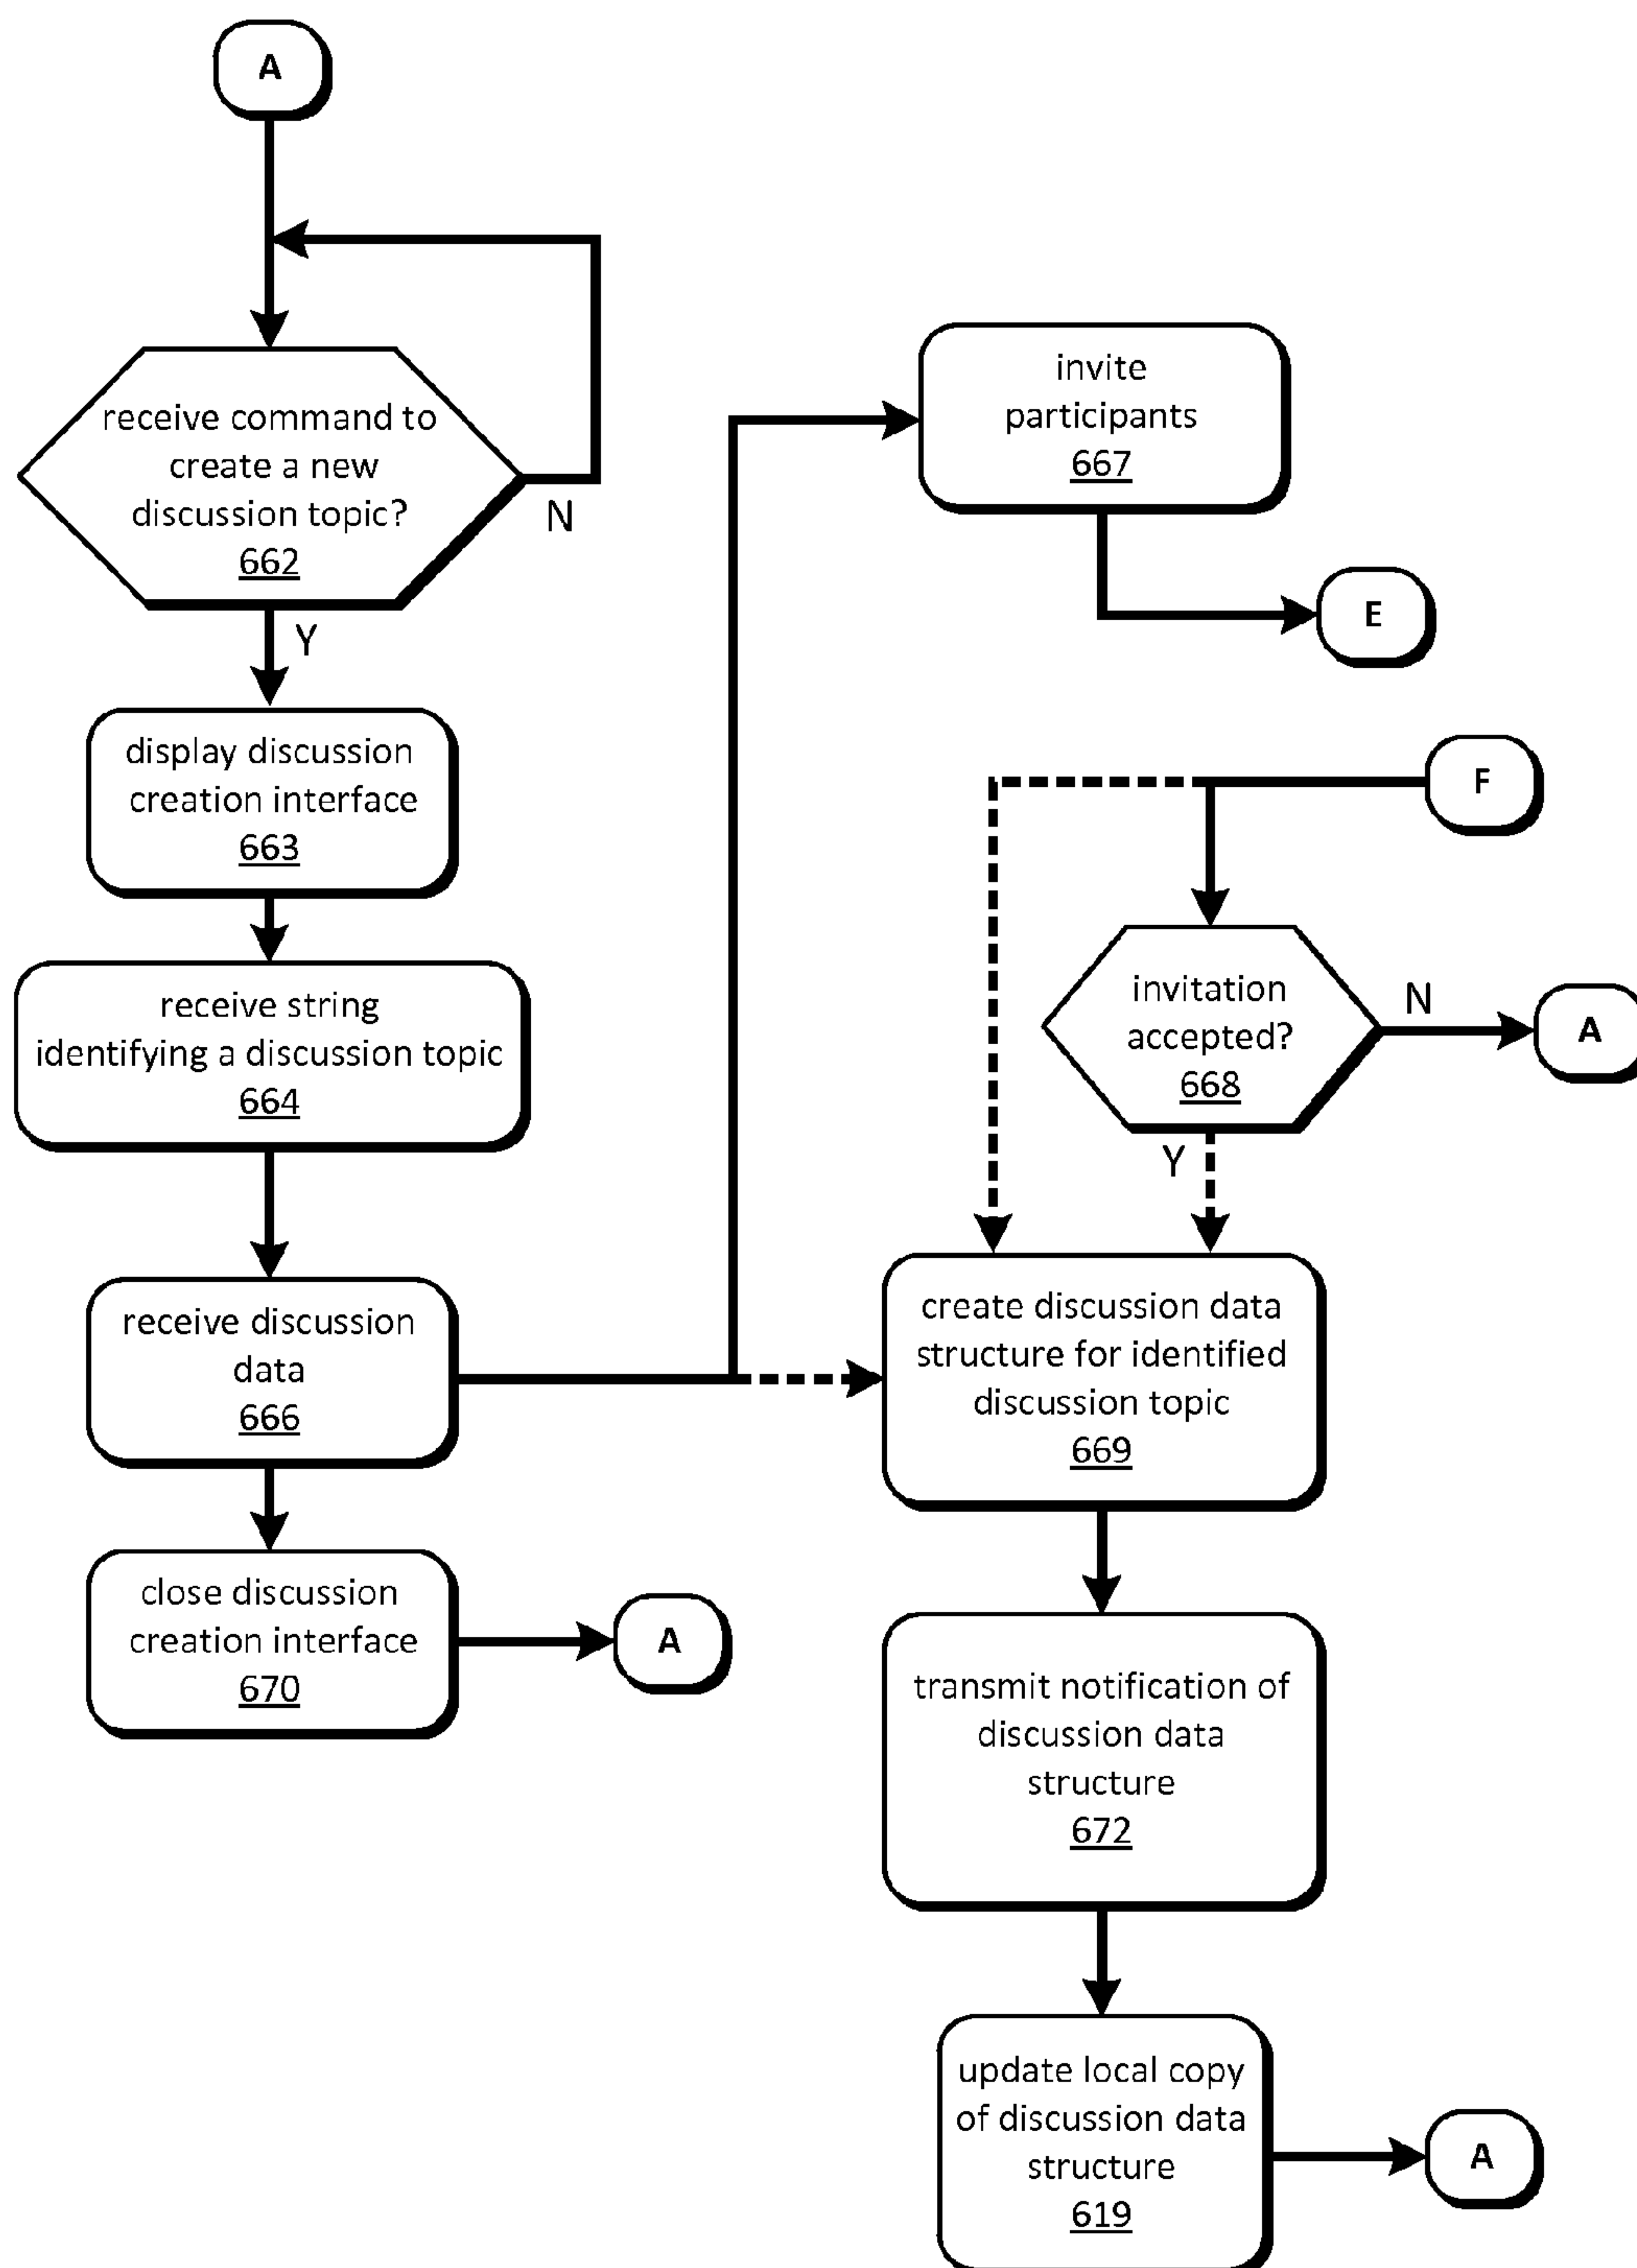 A
receive command to
create a new
discussion topic?
662
N
Y
display discussion
creation interface
663
receive string
identifying a discussion topic
664
receive discussion
data
666
close discussion
creation interface
670
A
invite
participants
667
E
F
invitation
accepted?
668
N
A
Y
create discussion data
structure for identified
discussion topic
669
transmit notification of
discussion data
structure
672
update local copy
of discussion data
structure
619
A